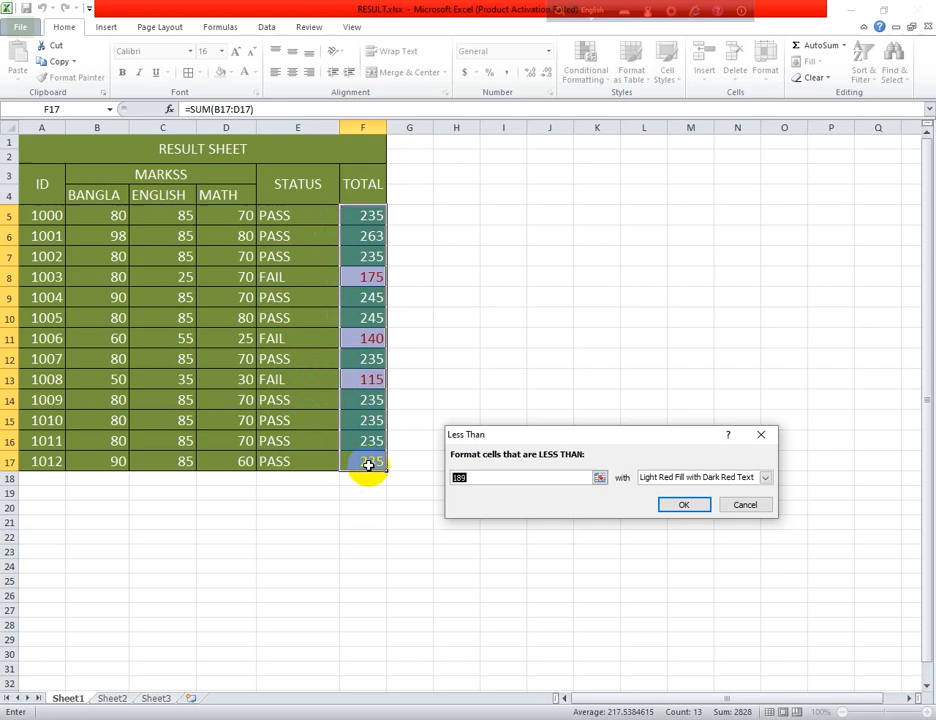 RESULT.xlsx - Microsoft Excel (Product Activation Failed)
English
File Home Insert Page Layout Formulas Data Review View
Cut
Copy
Format Painter
Paste
Clipboard
Calibri 16
Font
Wrap Text
Merge & Center
Alignment
General
Number
Conditional Formatting
Format as Table
Cell Styles
Styles
Insert Delete Format
Cells
AutoSum
Fill
Clear
Sort & Filter
Find & Select
Editing
F17 fx =SUM(B17:D17)
A B C D E F G H I J K L M N O P Q
1 RESULT SHEET
2
3 ID MARKSS STATUS TOTAL
4 BANGLA ENGLISH MATH
5 1000 80 85 70 PASS 235
6 1001 98 85 80 PASS 263
7 1002 80 85 70 PASS 235
8 1003 80 25 70 FAIL 175
9 1004 90 85 70 PASS 245
10 1005 80 85 80 PASS 245
11 1006 60 55 25 FAIL 140
12 1007 80 85 70 PASS 235
13 1008 50 35 30 FAIL 115
14 1009 80 85 70 PASS 235
15 1010 80 85 70 PASS 235
16 1011 80 85 70 PASS 235
17 1012 90 85 60 PASS 235
18
19
20
21
22
23
24
25
26
27
28
29
30
31
32
Less Than
Format cells that are LESS THAN:
189 with Light Red Fill with Dark Red Text
OK Cancel
Sheet1 Sheet2 Sheet3
Enter Average: 217.5384615 Count: 13 Sum: 2828 100%